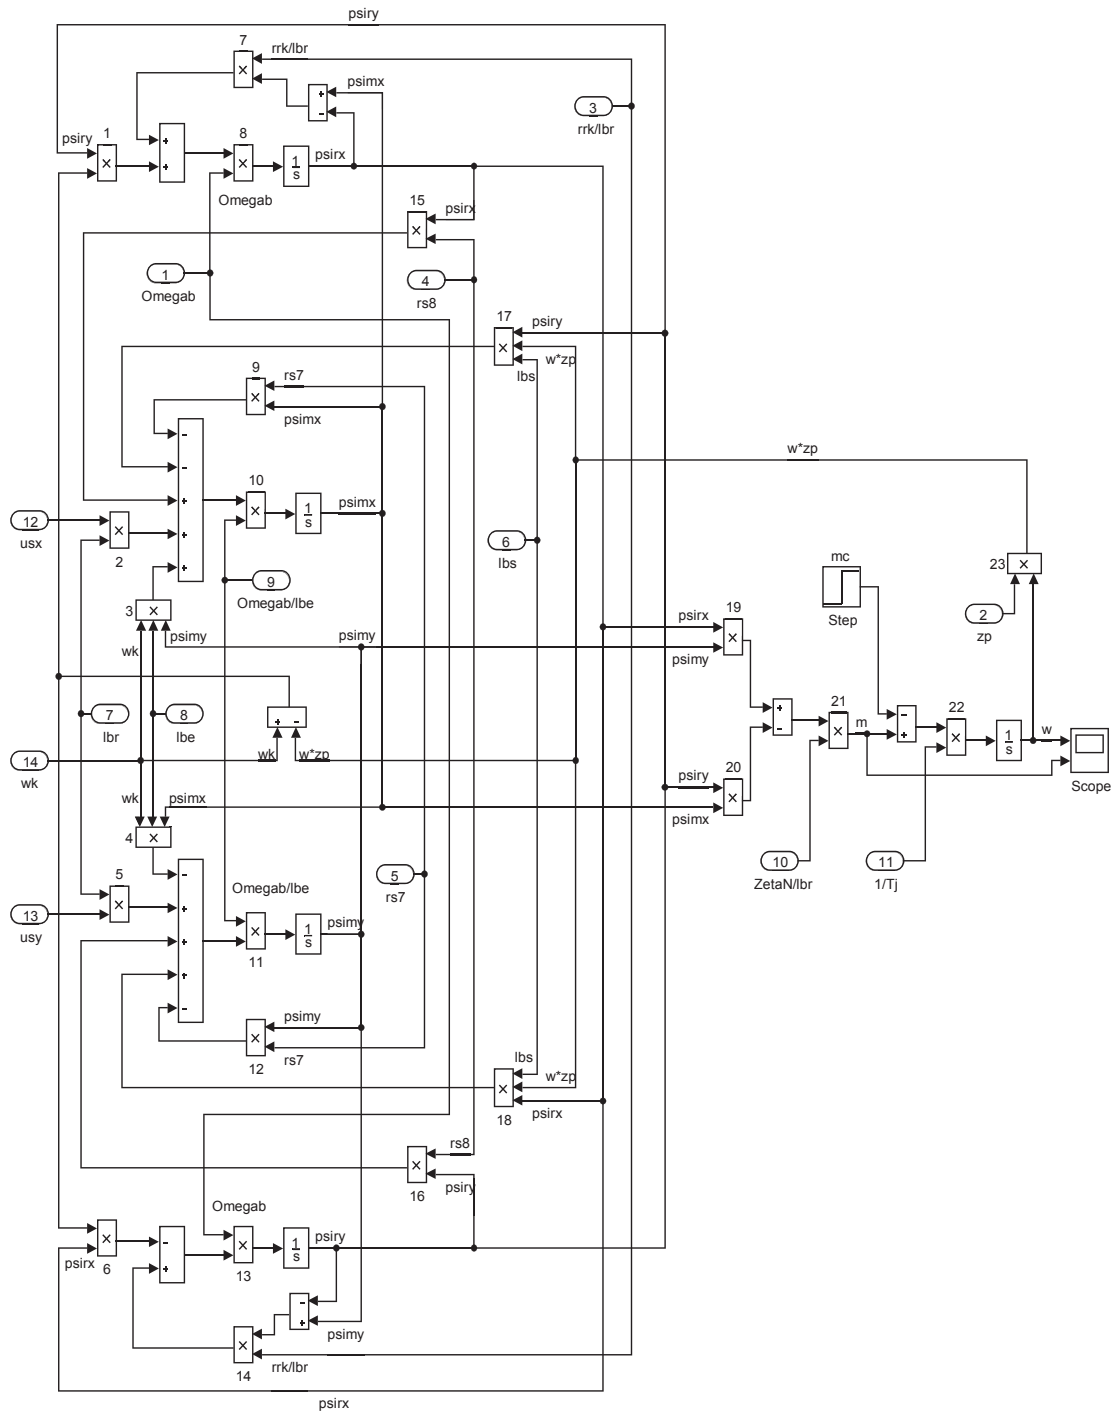 psiry
7
rrk/lbr
×
psimx
+
-
3
rrk/lbr
psiry
1
×
+
+
8
×
1
s
psirx
Omegab
15
×
psirx
1
Omegab
4
rs8
17
×
psiry
w*zp
lbs
9
×
rs7
psimx
-
-
+
+
+
10
×
1
s
psimx
w*zp
12
usx
×
2
9
Omegab/lbe
6
lbs
mc
Step
23
×
2
zp
3
×
psimy
wk
psimy
psirx
19
×
psimy
7
lbr
8
lbe
+
-
+
-
21
×
m
-
+
22
×
1
s
w
Scope
14
wk
wk
w*zp
wk
psimx
4
×
psiry
20
×
psimx
5
×
-
+
+
+
-
Omegab/lbe
×
11
1
s
psimy
5
rs7
10
ZetaN/lbr
11
1/Tj
13
usy
psimy
×
12
rs7
lbs
w*zp
×
18
psirx
rs8
×
16
psiry
Omegab
×
6
psirx
-
+
×
13
1
s
psiry
-
+
psimy
×
14
rrk/lbr
psirx